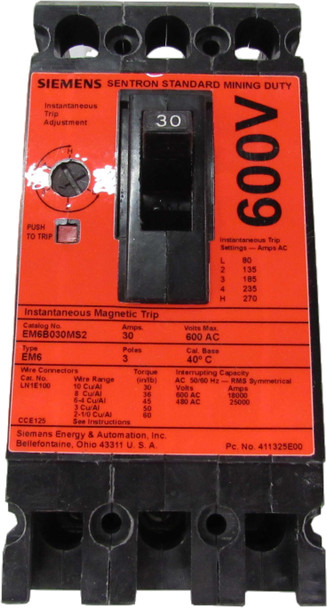 SIEMENS SENTRON STANDARD MINING DUTY
Instantaneous
Trip
Adjustment
30
600V
PUSH
TO TRIP
Instantaneous Trip
Settings — Amps AC
L 80
2 135
3 185
4 235
H 270
Instantaneous Magnetic Trip
Catalog No. Amps. Volts Max.
EM6B030MS2 30 600 AC
Type Poles Cal. Base
EM6 3 40° C
Wire Connectors Torque Interrupting Capacity
Cat. No. Wire Range (in/lb) AC 50/60 Hz — RMS Symmetrical
LN1E100 10 Cu/Al 30 Volts Amps
8 Cu/Al 36 600 AC 18000
6-4 Cu/Al 45 480 AC 25000
3 Cu/Al 50
2-1/0 Cu/Al 60
CCE125 See Instructions
Siemens Energy & Automation, Inc.
Bellefontaine, Ohio 43311 U. S. A. Pc. No. 411325E00